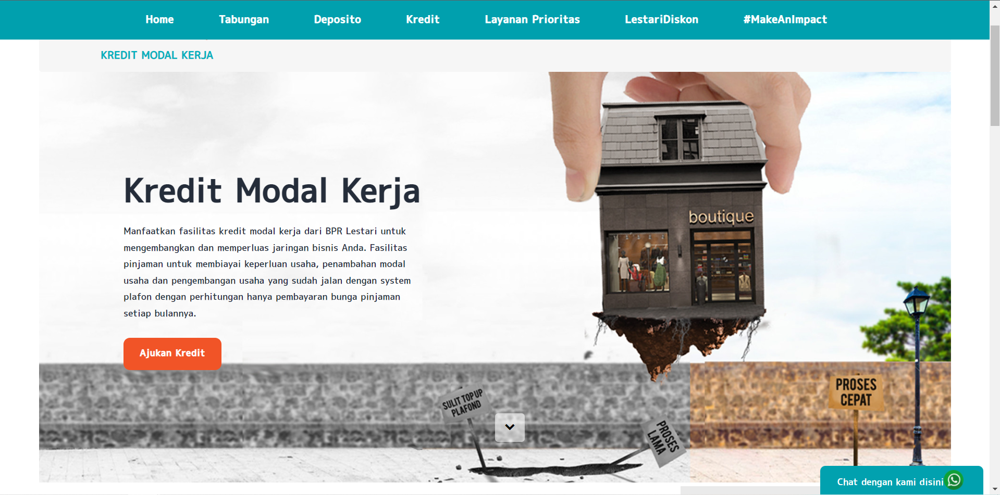 Home Tabungan Deposito Kredit Layanan Prioritas LestariDiskon #MakeAnImpact
KREDIT MODAL KERJA
Kredit Modal Kerja
Manfaatkan fasilitas kredit modal kerja dari BPR Lestari untuk
mengembangkan dan memperluas jaringan bisnis Anda. Fasilitas
pinjaman untuk membiayai keperluan usaha, penambahan modal
usaha dan pengembangan usaha yang sudah jalan dengan system
plafon dengan perhitungan hanya pembayaran bunga pinjaman
setiap bulannya.
Ajukan Kredit
boutique
SULIT TOP UP
PLAFOND
PROSES
LAMA
PROSES
CEPAT
Chat dengan kami disini